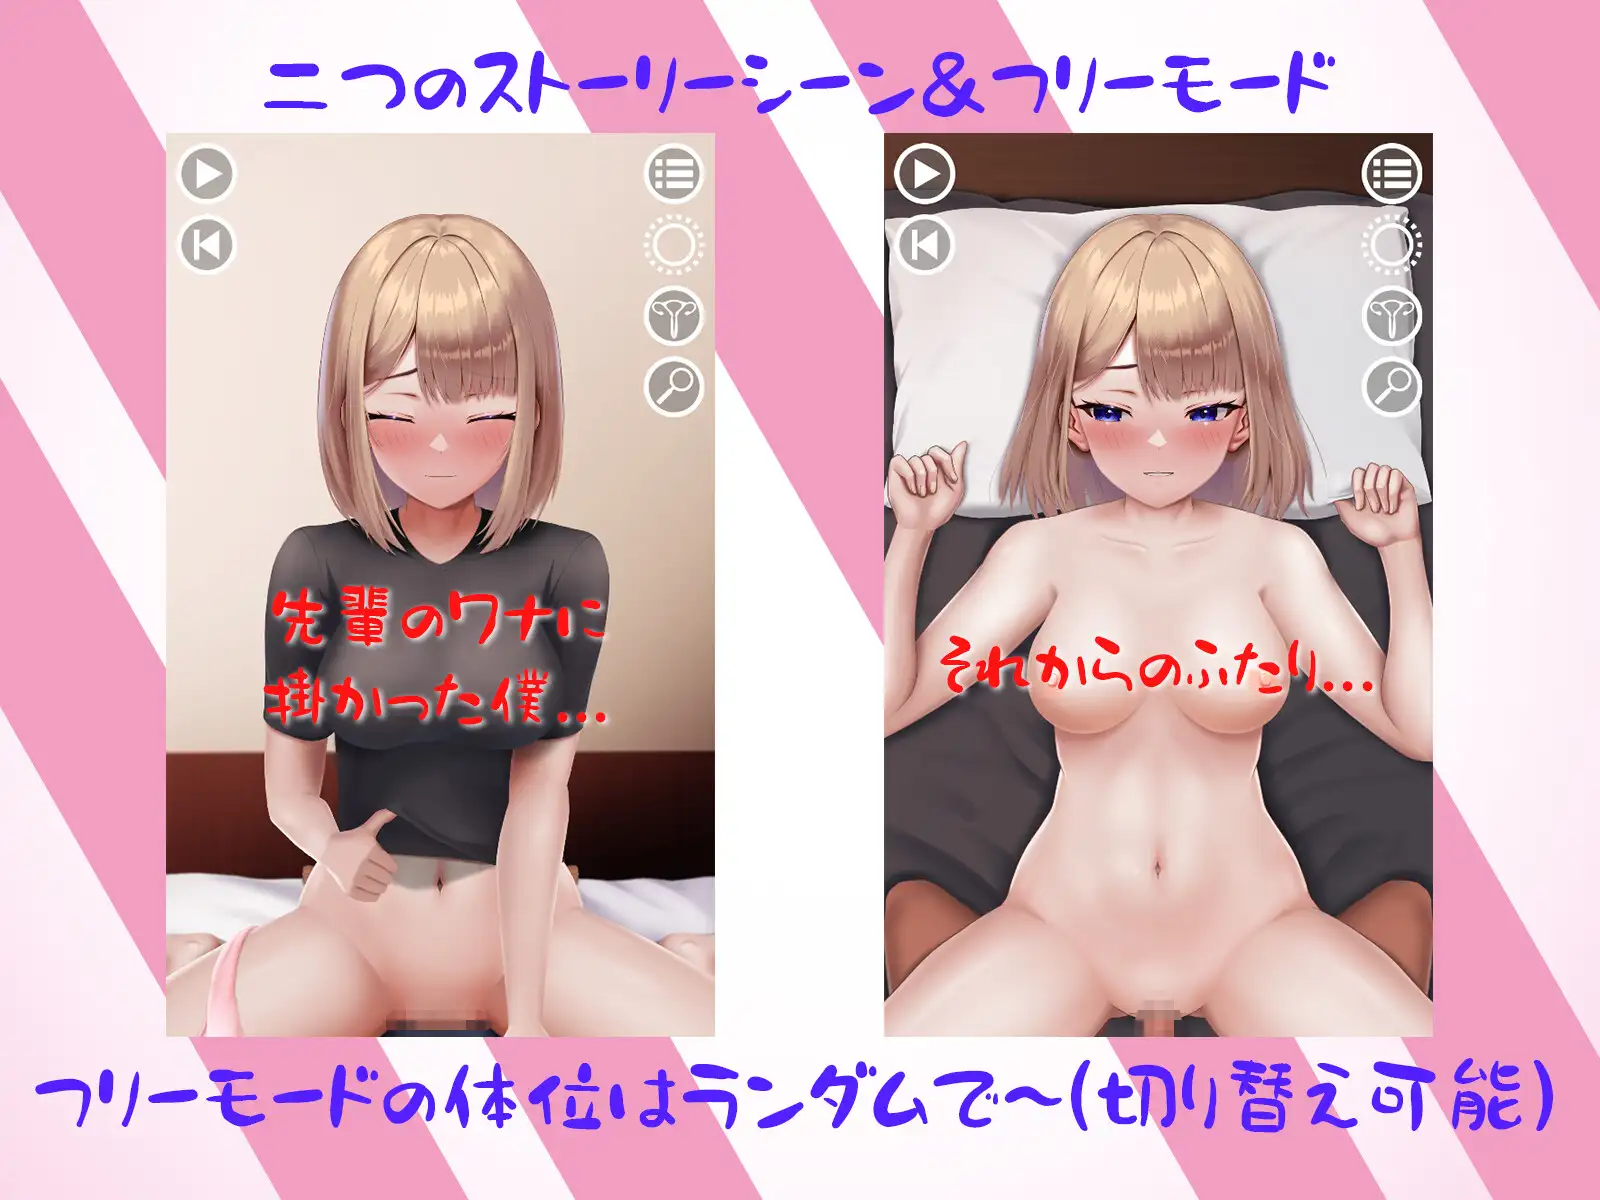 二つのストーリーシーン＆フリーモード
先輩のワナに
掛かった僕...
それからのふたり...
フリーモードの体位はランダムで～(切り替え可能)